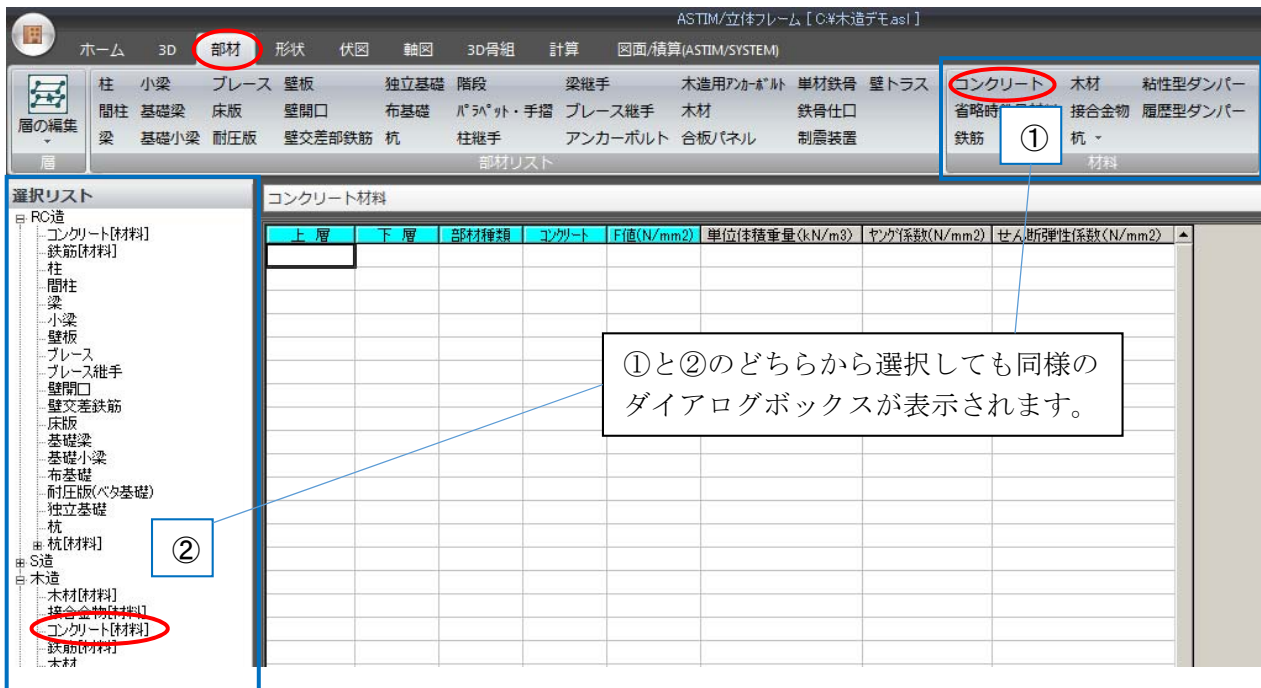 ASTIM/立体フレーム [ C:¥木造デモ.asl ]
ホーム 3D 部材 形状 伏図 軸図 3D骨組 計算 図面/積算(ASTIM/SYSTEM)
柱 小梁 ブレース 壁板 独立基礎 階段 梁継手 木造用ｱﾝｶｰﾎﾞﾙﾄ 単材鉄骨 壁トラス コンクリート 木材 粘性型ダンパー
間柱 基礎梁 床版 壁開口 布基礎 ﾊﾟﾗﾍﾟｯﾄ・手摺 ブレース継手 木材 鉄骨仕口 省略時 接合金物 履歴型ダンパー
層の編集
梁 基礎小梁 耐圧版 壁交差部鉄筋 杭 柱継手 アンカーボルト 合板パネル 制震装置 鉄筋 ① 杭
層 部材リスト 材料
選択リスト
コンクリート材料
上 層 下 層 部材種類 ｺﾝｸﾘｰﾄ F値(N/mm2) 単位体積重量(kN/m3) ﾔﾝｸﾞ係数(N/mm2) せん断弾性係数(N/mm2)
RC造
コンクリート[材料]
鉄筋[材料]
柱
間柱
梁
小梁
壁板
ブレース
ブレース継手
壁開口
壁交差鉄筋
床版
基礎梁
基礎小梁
布基礎
耐圧版(ベタ基礎)
独立基礎
杭
杭[材料]
S造
木造
木材[材料]
接合金物[材料]
コンクリート[材料]
鉄筋[材料]
木材
②
①と②のどちらから選択しても同様の
ダイアログボックスが表示されます。